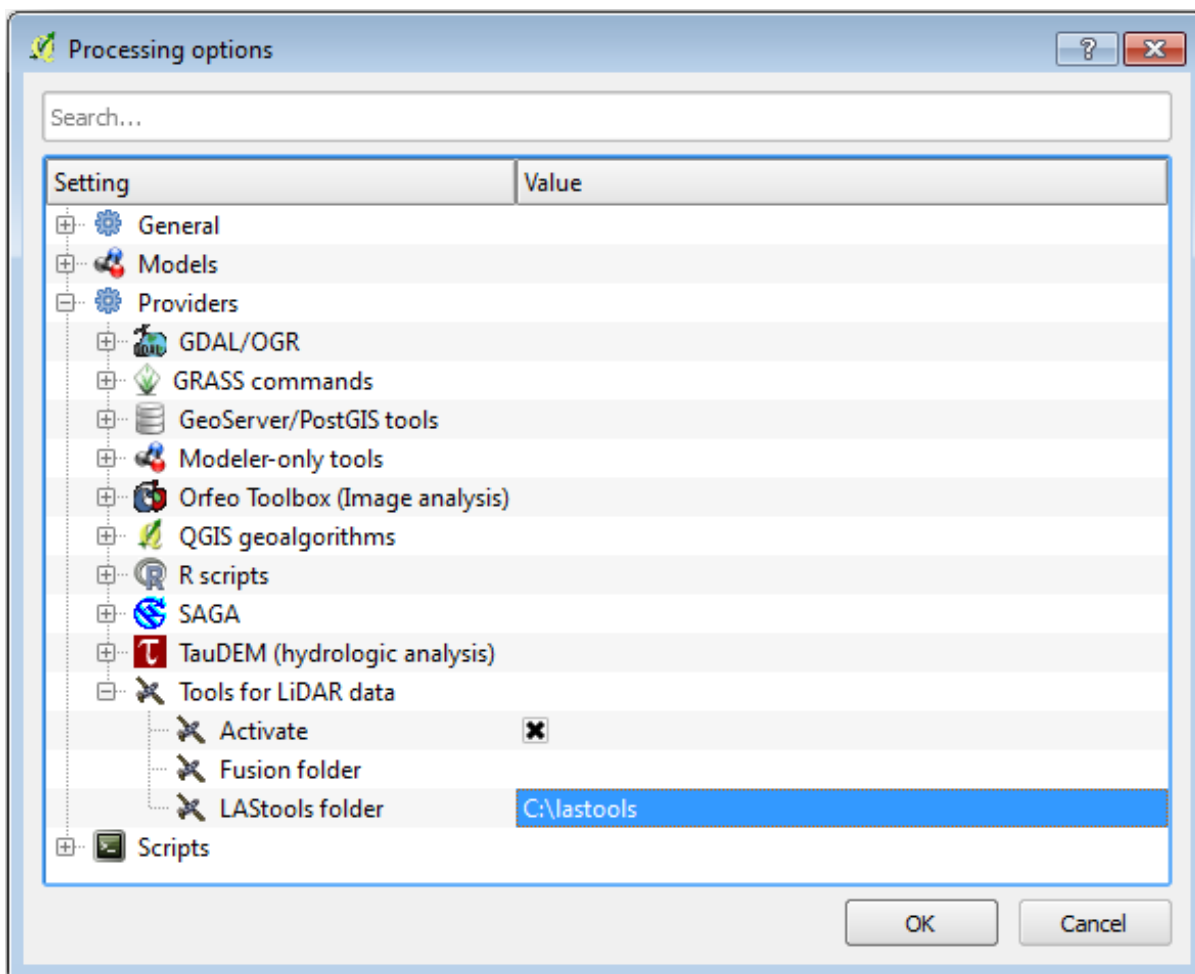 Processing options
Search...
Setting Value
General
Models
Providers
GDAL/OGR
GRASS commands
GeoServer/PostGIS tools
Modeler-only tools
Orfeo Toolbox (Image analysis)
QGIS geoalgorithms
R scripts
SAGA
TauDEM (hydrologic analysis)
Tools for LiDAR data
Activate
Fusion folder
LAStools folder C:\lastools
Scripts
OK Cancel